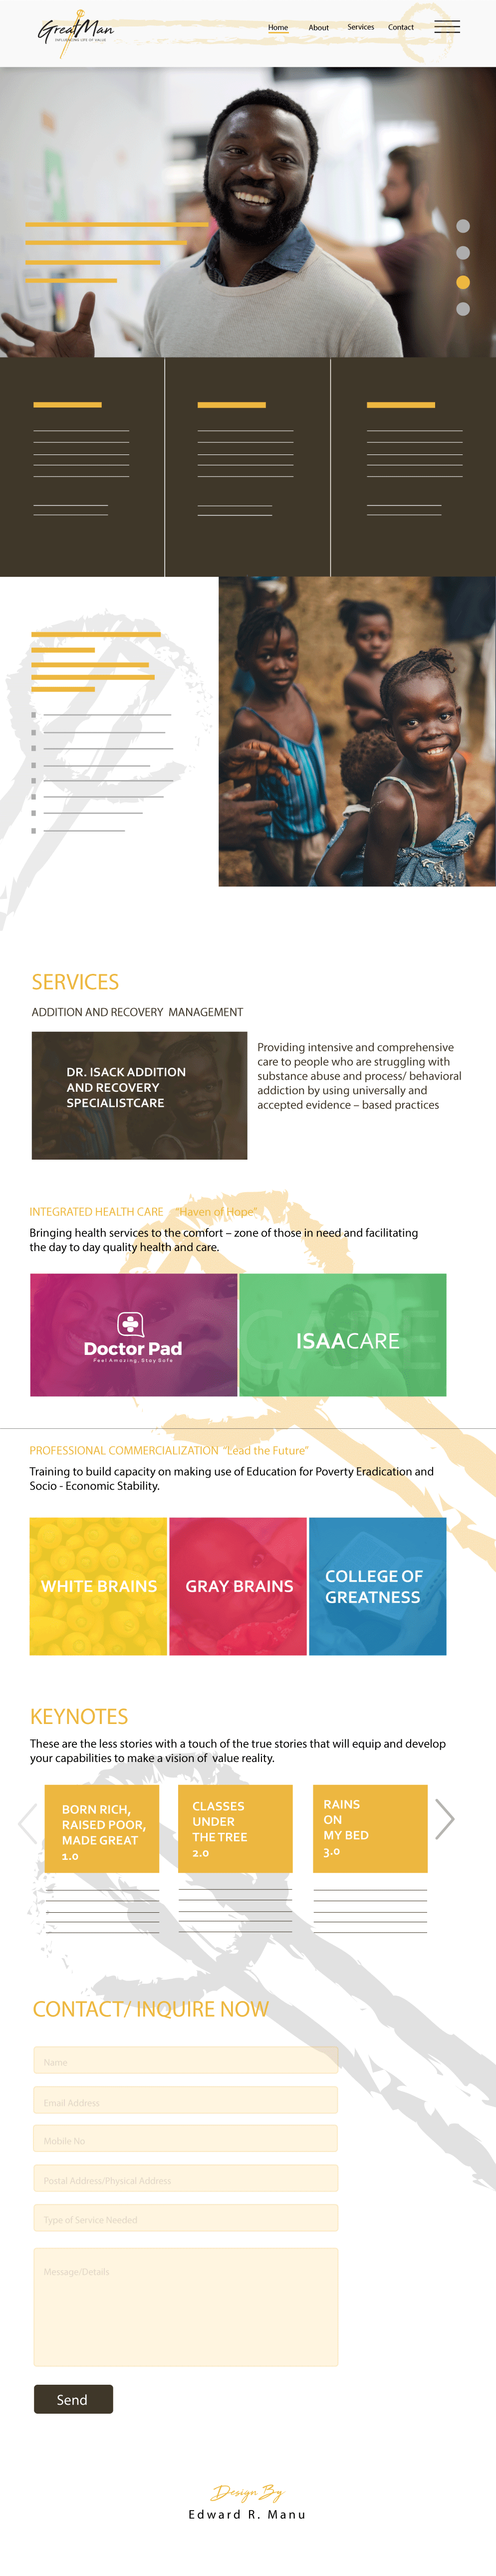 GreatMan
INFLUENCING LIFE OF VALUE
Home
About
Services
Contact
SERVICES
ADDITION AND RECOVERY MANAGEMENT
DR. ISACK ADDITION
AND RECOVERY
SPECIALISTCARE
Providing intensive and comprehensive
care to people who are struggling with
substance abuse and process/ behavioral
addiction by using universally and
accepted evidence – based practices
INTEGRATED HEALTH CARE - "Haven of Hope"
Bringing health services to the comfort – zone of those in need and facilitating
the day to day quality health and care.
Doctor Pad
Feel Amazing, Stay Safe
ISAACARE
PROFESSIONAL COMMERCIALIZATION "Lead the Future"
Training to build capacity on making use of Education for Poverty Eradication and
Socio - Economic Stability.
WHITE BRAINS
GRAY BRAINS
COLLEGE OF
GREATNESS
KEYNOTES
These are the less stories with a touch of the true stories that will equip and develop
your capabilities to make a vision of value reality.
BORN RICH,
RAISED POOR,
MADE GREAT
1.0
CLASSES
UNDER
THE TREE
2.0
RAINS
ON
MY BED
3.0
CONTACT/ INQUIRE NOW
Name
Email Address
Mobile No
Postal Address/Physical Address
Type of Service Needed
Message/Details
Send
Design By
Edward R. Manu